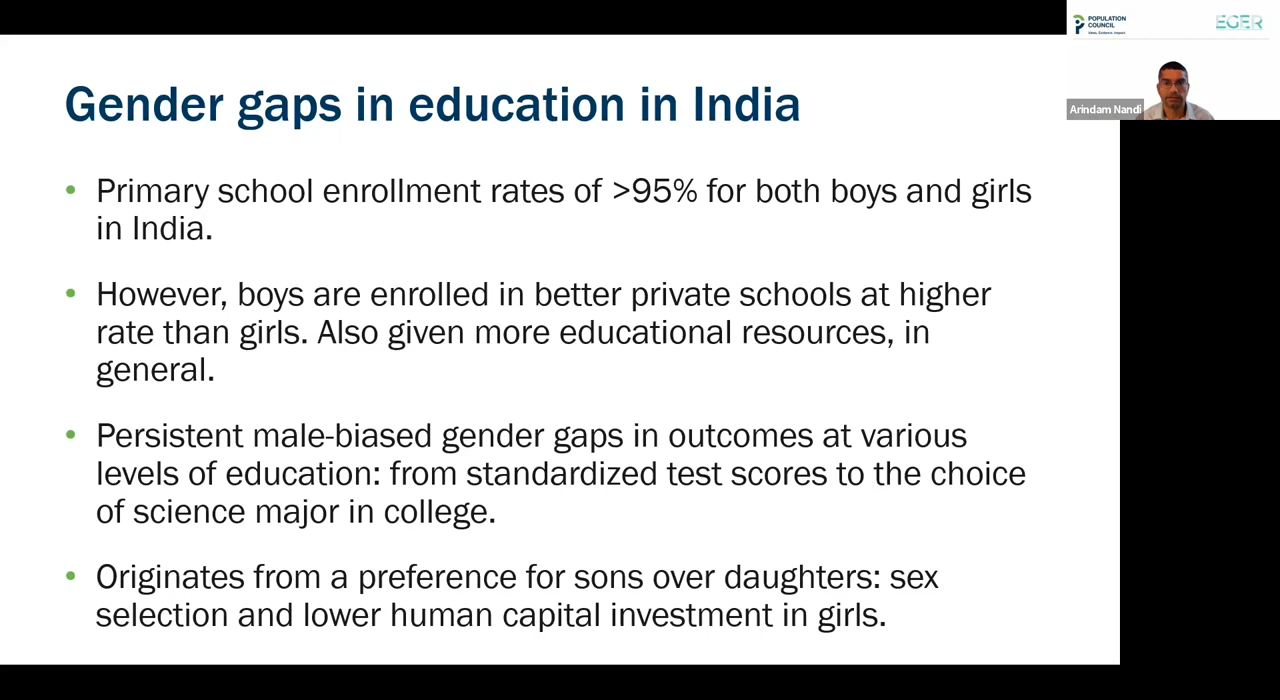 Gender gaps in education in India
• Primary school enrollment rates of >95% for both boys and girls
in India.
• However, boys are enrolled in better private schools at higher
rate than girls. Also given more educational resources, in
general.
• Persistent male-biased gender gaps in outcomes at various
levels of education: from standardized test scores to the choice
of science major in college.
• Originates from a preference for sons over daughters: sex
selection and lower human capital investment in girls.
POPULATION
COUNCIL
Ideas. Evidence. Impact.
EGER
Arindam Nandi